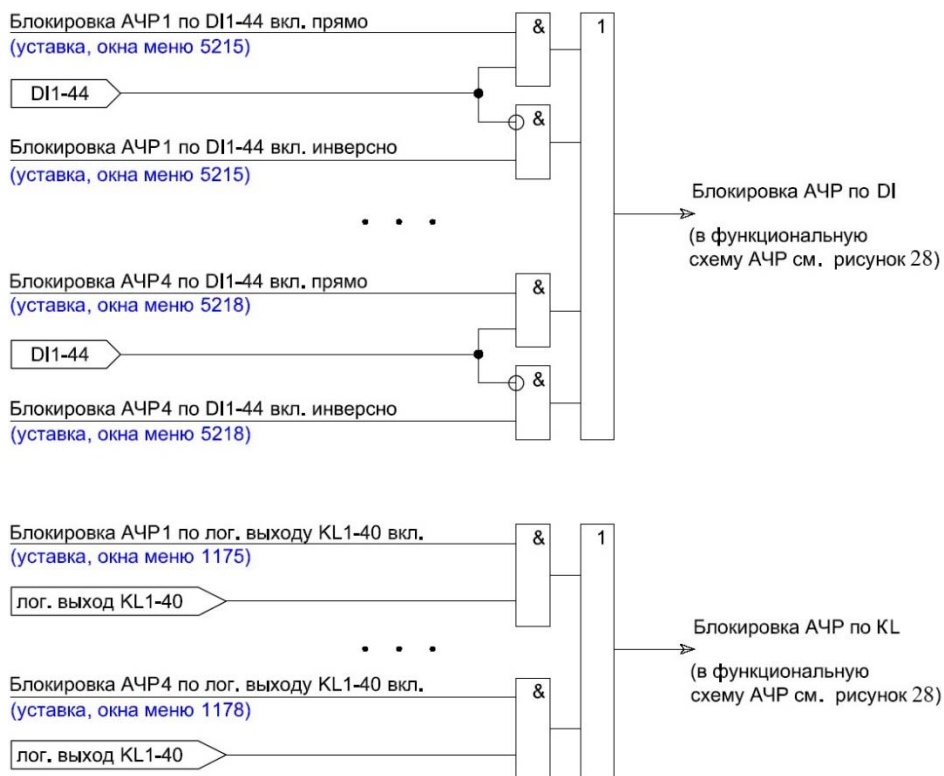 Блокировка АЧР1 по DI1-44 вкл. прямо
(уставка, окна меню 5215)
&
1
DI1-44
&
Блокировка АЧР1 по DI1-44 вкл. инверсно
(уставка, окна меню 5215)
Блокировка АЧР по DI
(в функциональную
схему АЧР см. рисунок 28)
. . .
Блокировка АЧР4 по DI1-44 вкл. прямо
(уставка, окна меню 5218)
&
DI1-44
&
Блокировка АЧР4 по DI1-44 вкл. инверсно
(уставка, окна меню 5218)
Блокировка АЧР1 по лог. выходу KL1-40 вкл.
(уставка, окна меню 1175)
&
1
лог. выход KL1-40
Блокировка АЧР по KL
(в функциональную
схему АЧР см. рисунок 28)
. . .
Блокировка АЧР4 по лог. выходу KL1-40 вкл.
(уставка, окна меню 1178)
&
лог. выход KL1-40